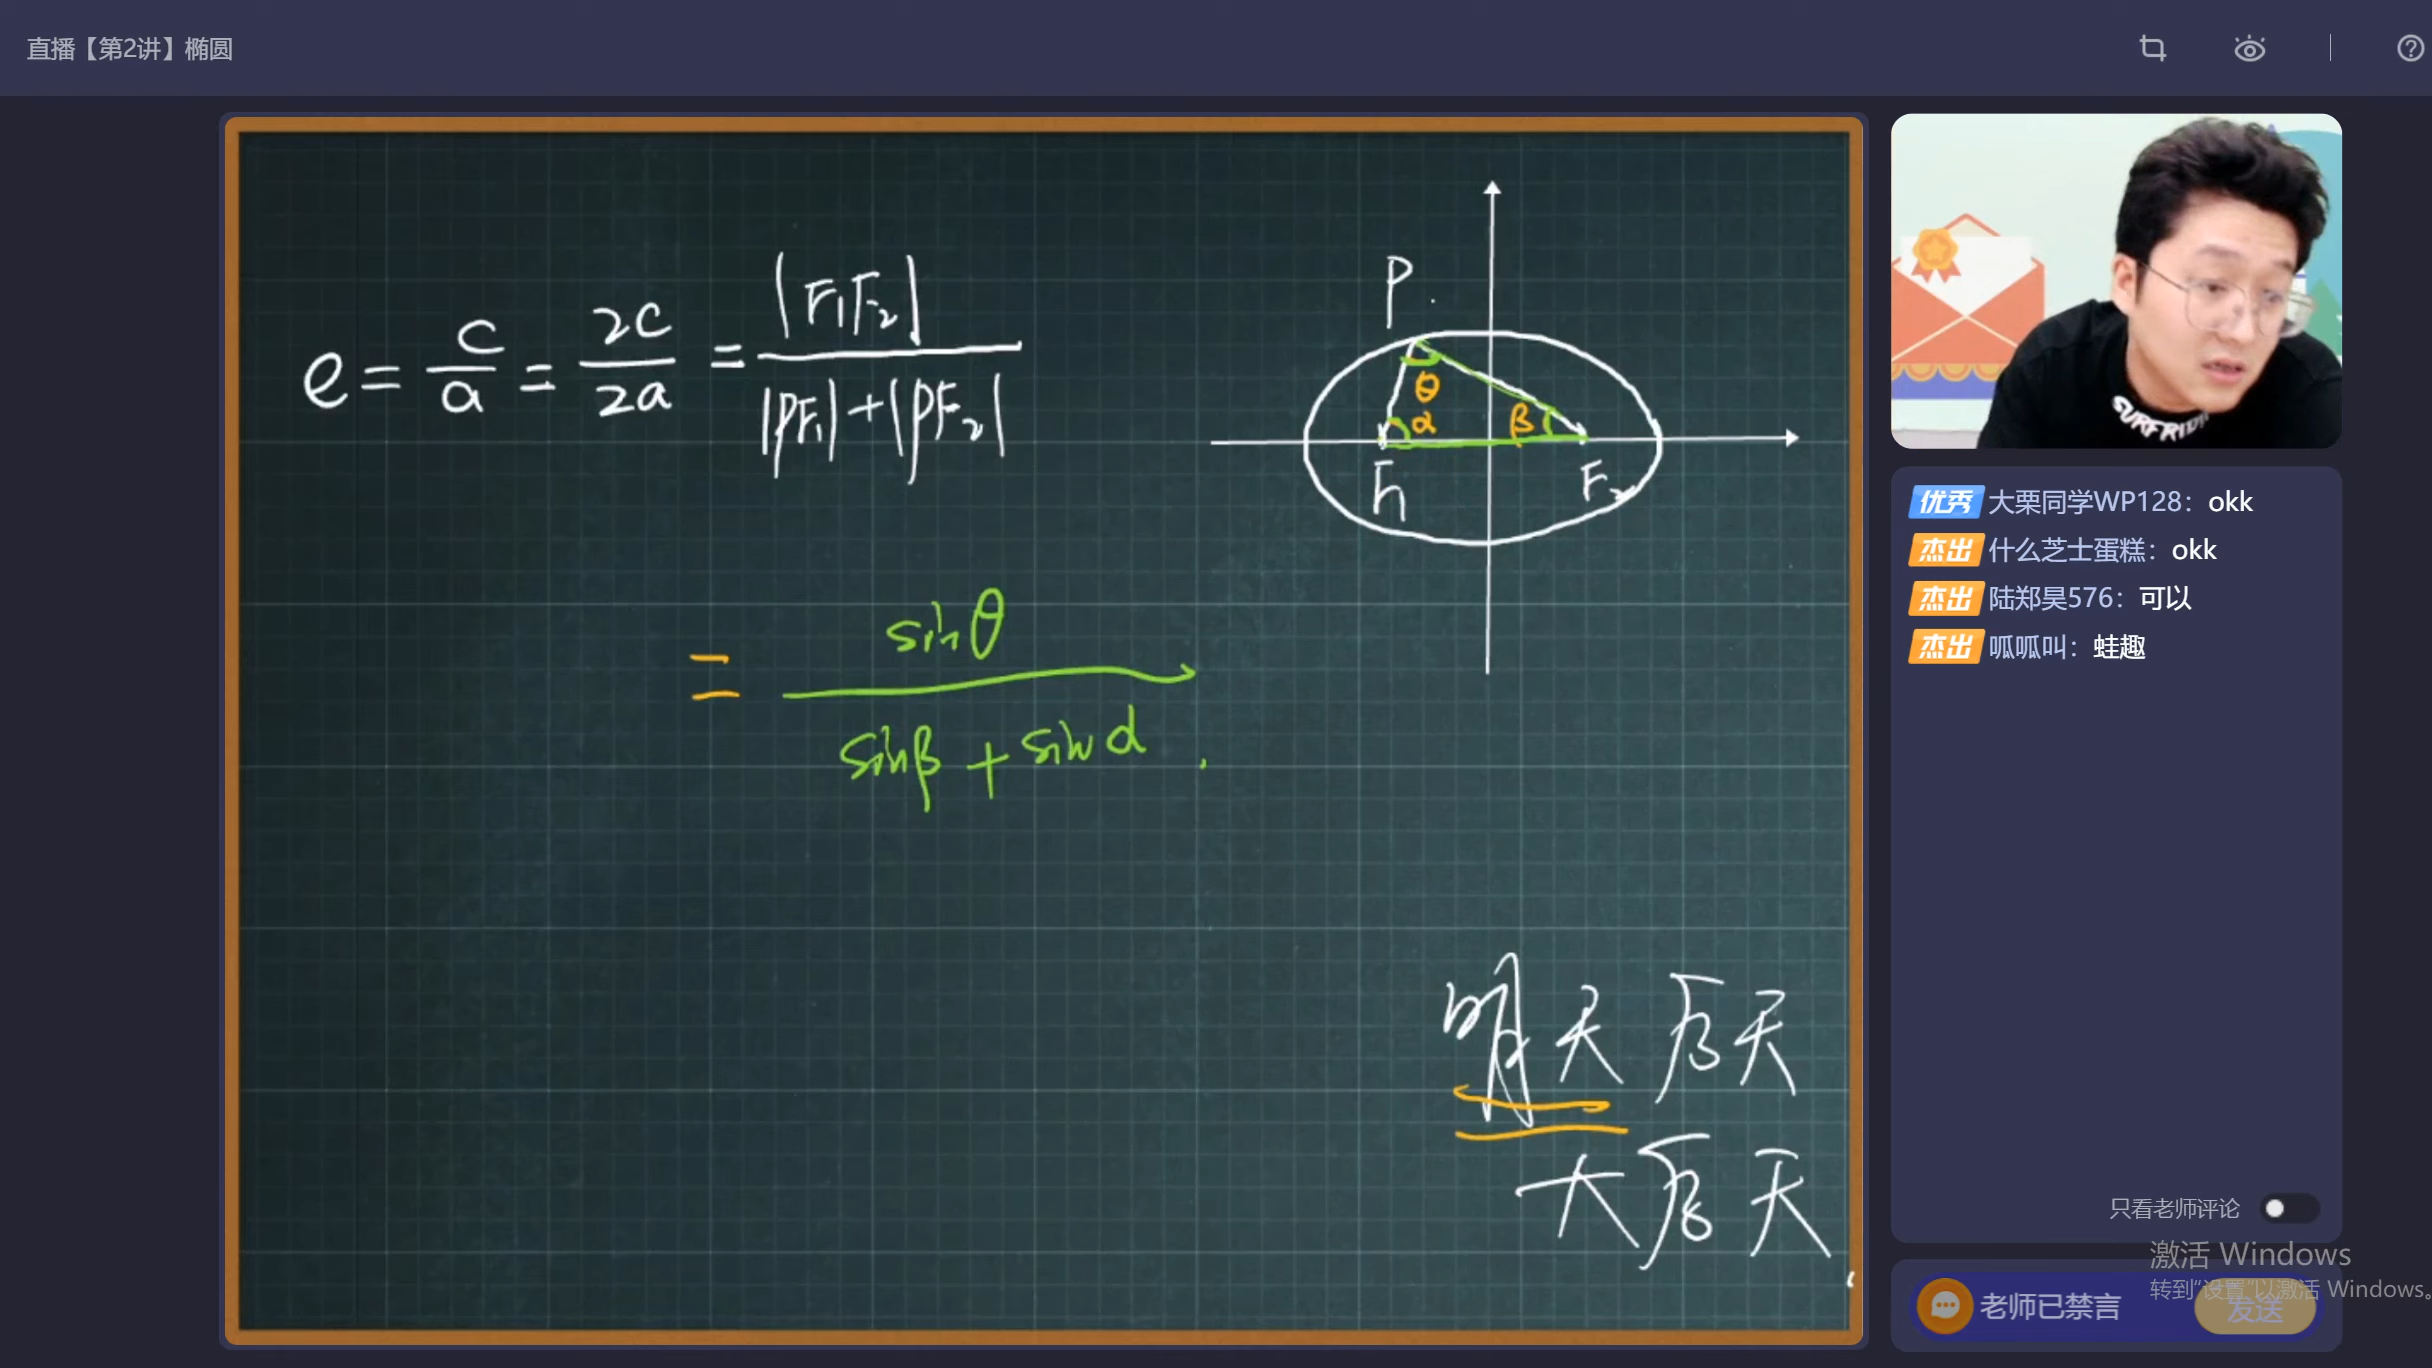 直播【第2讲】椭圆
e = c/a = 2c/2a = |F₁F₂| / |PF₁|+|PF₂|
= sinθ / sinβ + sinα
P
θ
α
β
F₁
F₂
明天 后天
大后天
SURFRIDI
优秀 大栗同学WP128：okk
杰出 什么芝士蛋糕：okk
杰出 陆郑昊576：可以
杰出 呱呱叫：蛙趣
只看老师评论
激活 Windows
转到“设置”以激活 Windows。
老师已禁言
发送